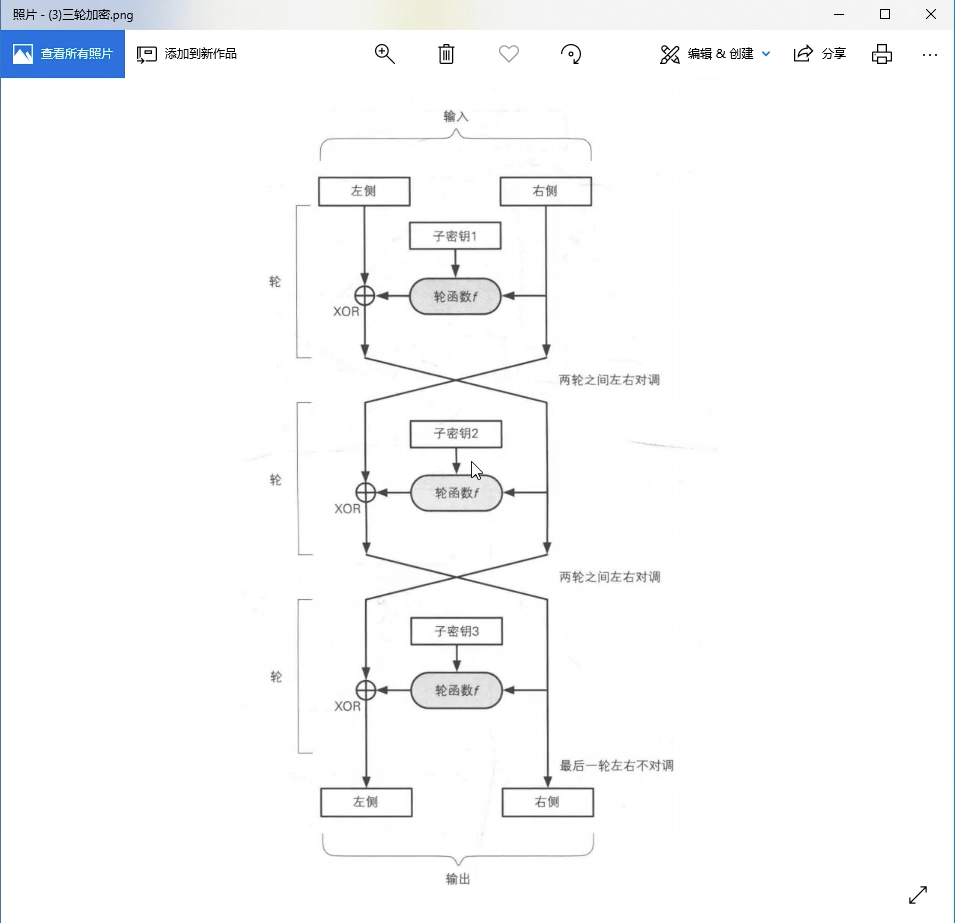 照片 - (3)三轮加密.png
查看所有照片
添加到新作品
编辑 & 创建
分享
输入
左侧
右侧
子密钥1
轮
轮函数f
XOR
两轮之间左右对调
子密钥2
轮
轮函数f
XOR
两轮之间左右对调
子密钥3
轮
轮函数f
XOR
最后一轮左右不对调
左侧
右侧
输出